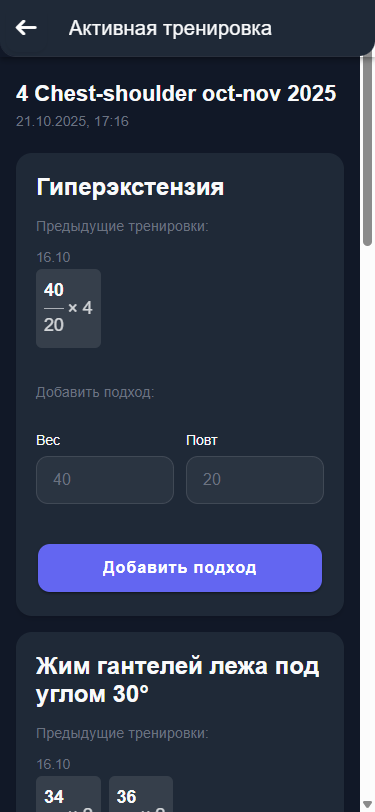 Активная тренировка
4 Chest-shoulder oct-nov 2025
21.10.2025, 17:16
Гиперэкстензия
Предыдущие тренировки:
16.10
40
× 4
20
Добавить подход:
Вес Повт
40 20
Добавить подход
Жим гантелей лежа под
углом 30°
Предыдущие тренировки:
16.10
34 36